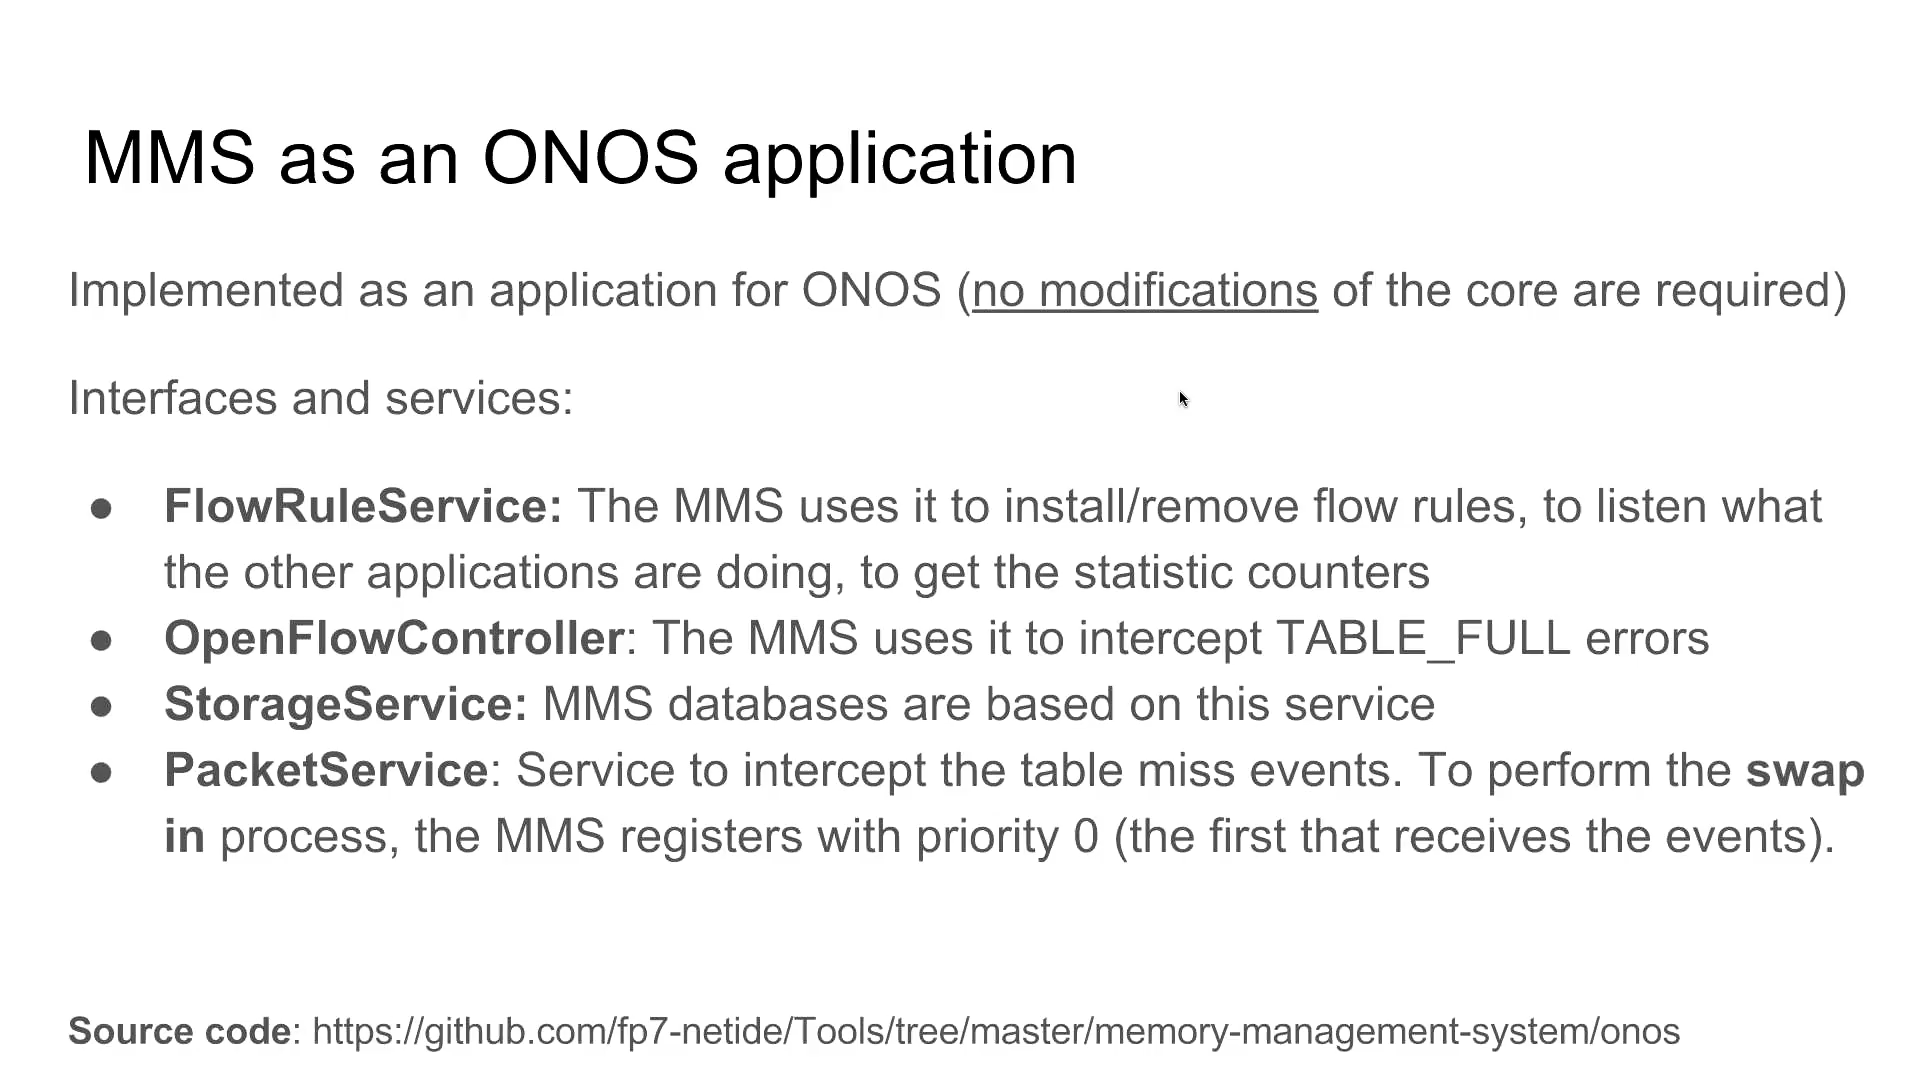 MMS as an ONOS application
Implemented as an application for ONOS (no modifications of the core are required)
Interfaces and services:
● FlowRuleService: The MMS uses it to install/remove flow rules, to listen what
the other applications are doing, to get the statistic counters
● OpenFlowController: The MMS uses it to intercept TABLE_FULL errors
● StorageService: MMS databases are based on this service
● PacketService: Service to intercept the table miss events. To perform the swap
in process, the MMS registers with priority 0 (the first that receives the events).
Source code: https://github.com/fp7-netide/Tools/tree/master/memory-management-system/onos